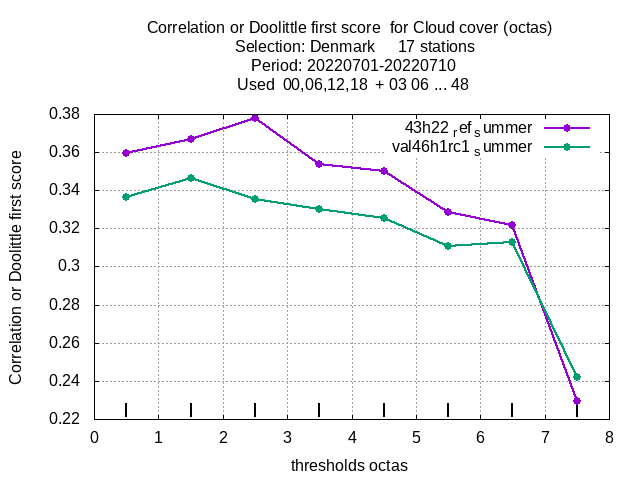 Correlation or Doolittle first score  for Cloud cover (octas)
Selection: Denmark     17 stations
Period: 20220701-20220710
Used  00,06,12,18  + 03 06 ... 48
43h22 ref summer
val46h1rc1 summer
Correlation or Doolittle first score
0.38
0.36
0.34
0.32
0.3
0.28
0.26
0.24
0.22
0 1 2 3 4 5 6 7 8
thresholds octas